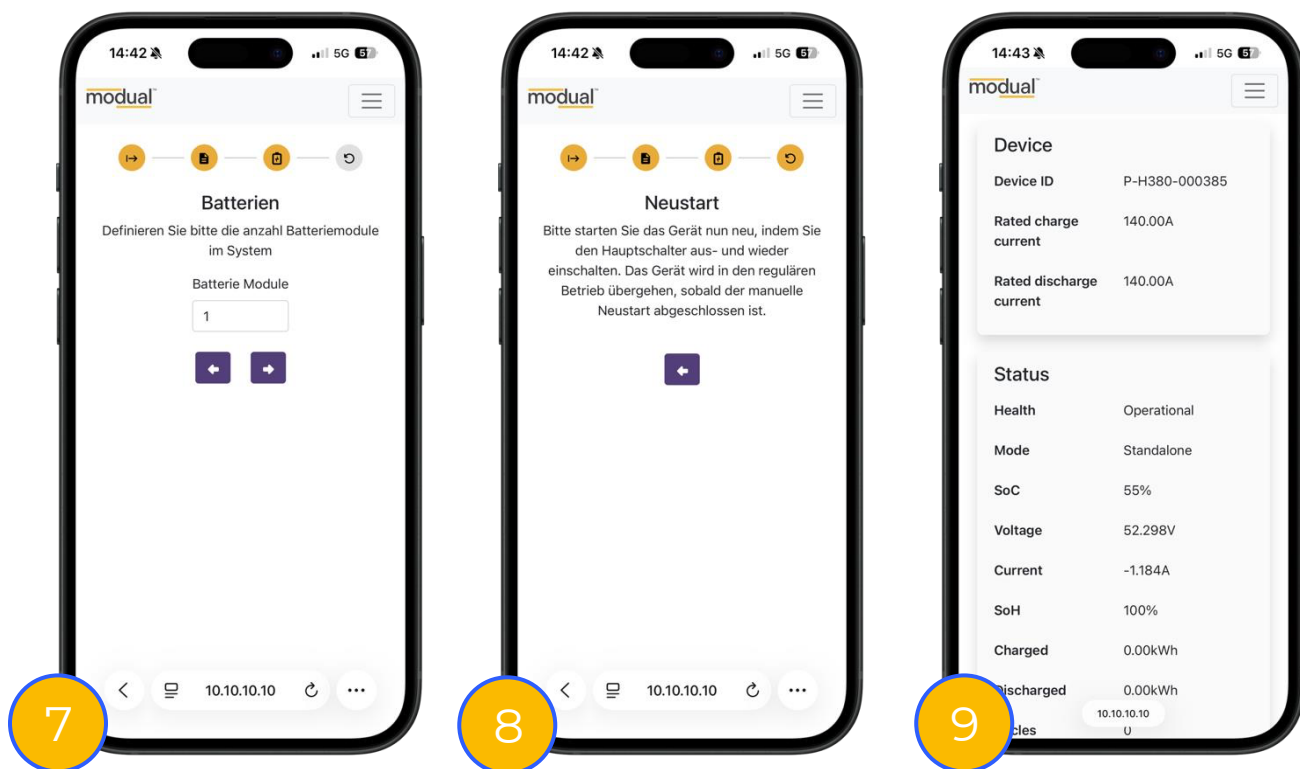 14:42 5G 57
modual™
Batterien
Definieren Sie bitte die anzahl Batteriemodule
im System
Batterie Module
1
10.10.10.10
7
14:42 5G 57
modual™
Neustart
Bitte starten Sie das Gerät nun neu, indem Sie
den Hauptschalter aus- und wieder
einschalten. Das Gerät wird in den regulären
Betrieb übergehen, sobald der manuelle
Neustart abgeschlossen ist.
10.10.10.10
8
14:43 5G 57
modual™
Device
Device ID P-H380-000385
Rated charge 140.00A
current
Rated discharge 140.00A
current
Status
Health Operational
Mode Standalone
SoC 55%
Voltage 52.298V
Current -1.184A
SoH 100%
Charged 0.00kWh
Discharged 0.00kWh
10.10.10.10
cles 0
9